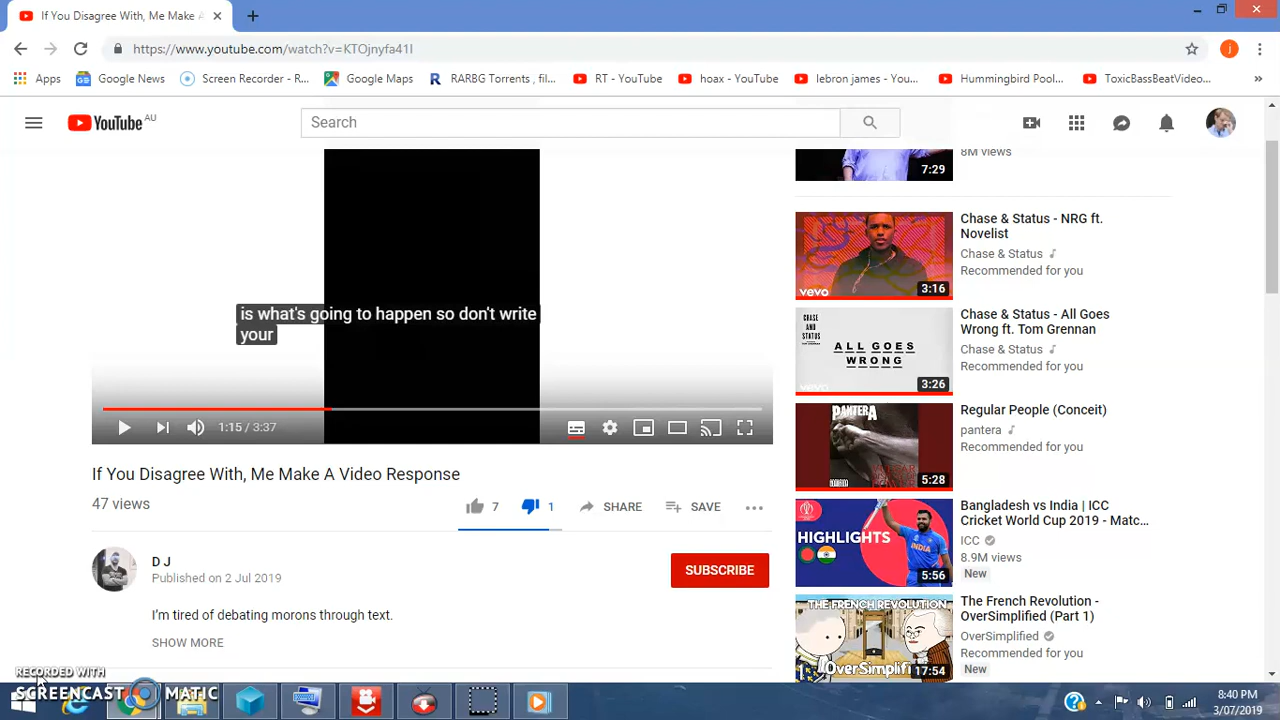 If You Disagree With, Me Make A
https://www.youtube.com/watch?v=KTOjnyfa41I
Apps
Google News
Screen Recorder - R...
Google Maps
RARBG Torrents , fil...
RT - YouTube
hoax - YouTube
lebron james - You...
Hummingbird Pool...
ToxicBassBeatVideo...
YouTube AU
Search
is what's going to happen so don't write
your
1:15 / 3:37
If You Disagree With, Me Make A Video Response
47 views
7
1
SHARE
SAVE
D J
Published on 2 Jul 2019
SUBSCRIBE
I'm tired of debating morons through text.
SHOW MORE
8M views
7:29
Chase & Status - NRG ft.
Novelist
Chase & Status
Recommended for you
vevo
3:16
Chase & Status - All Goes
Wrong ft. Tom Grennan
Chase & Status
Recommended for you
CHASE
AND
STATUS
ALL GOES
WRONG
vevo
3:26
Regular People (Conceit)
pantera
Recommended for you
PANTERA
5:28
Bangladesh vs India | ICC
Cricket World Cup 2019 - Matc...
ICC
8.9M views
New
HIGHLIGHTS
INDIA
5:56
The French Revolution -
OverSimplified (Part 1)
OverSimplified
Recommended for you
New
THE FRENCH REVOLUTION
OverSimplifi
17:54
RECORDED WITH
SCREENCAST MATIC
8:40 PM
3/07/2019